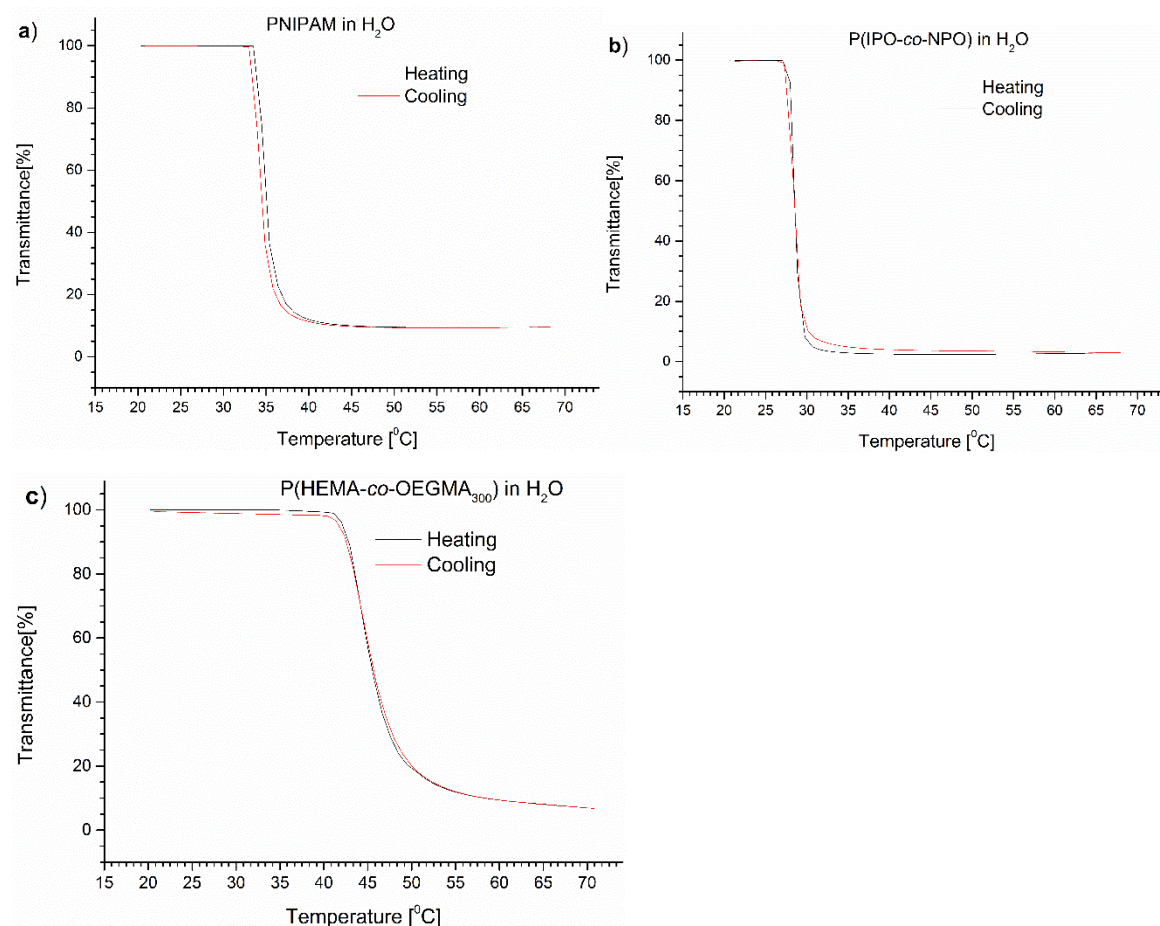 a)
PNIPAM in H₂O
Heating
Cooling
Transmittance[%]
100
80
60
40
20
0
15 20 25 30 35 40 45 50 55 60 65 70
Temperature [⁰C]
b)
P(IPO-co-NPO) in H₂O
Heating
Cooling
Transmittance[%]
100
80
60
40
20
0
15 20 25 30 35 40 45 50 55 60 65 70
Temperature [⁰C]
c)
P(HEMA-co-OEGMA₃₀₀) in H₂O
Heating
Cooling
Transmittance[%]
100
80
60
40
20
0
15 20 25 30 35 40 45 50 55 60 65 70
Temperature [⁰C]